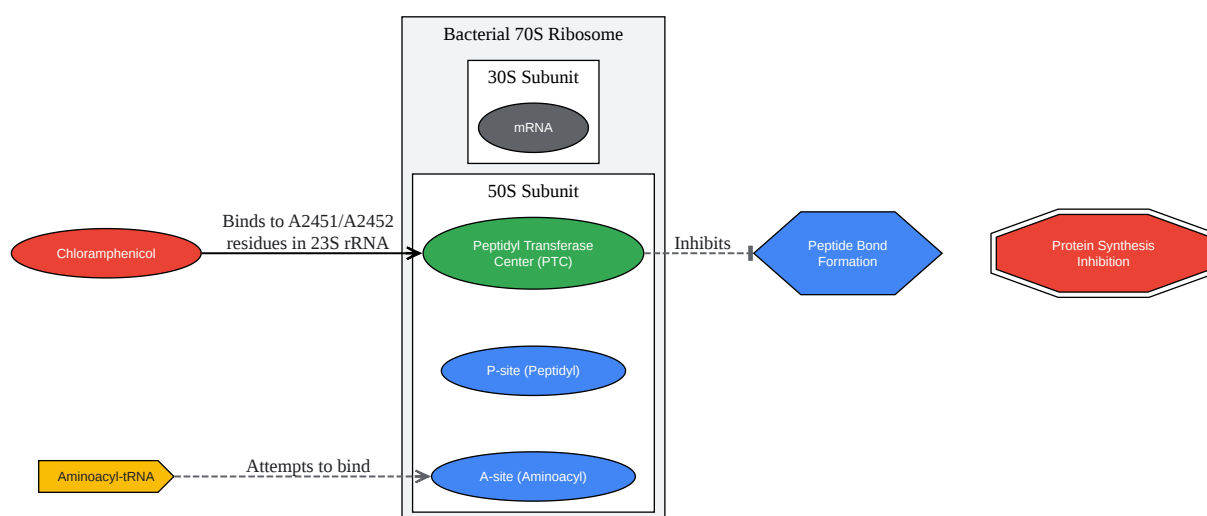 Bacterial 70S Ribosome
30S Subunit
mRNA
50S Subunit
Chloramphenicol
Binds to A2451/A2452
residues in 23S rRNA
Peptidyl Transferase
Center (PTC)
Inhibits
Peptide Bond
Formation
Protein Synthesis
Inhibition
P-site (Peptidyl)
Aminoacyl-tRNA
Attempts to bind
A-site (Aminoacyl)